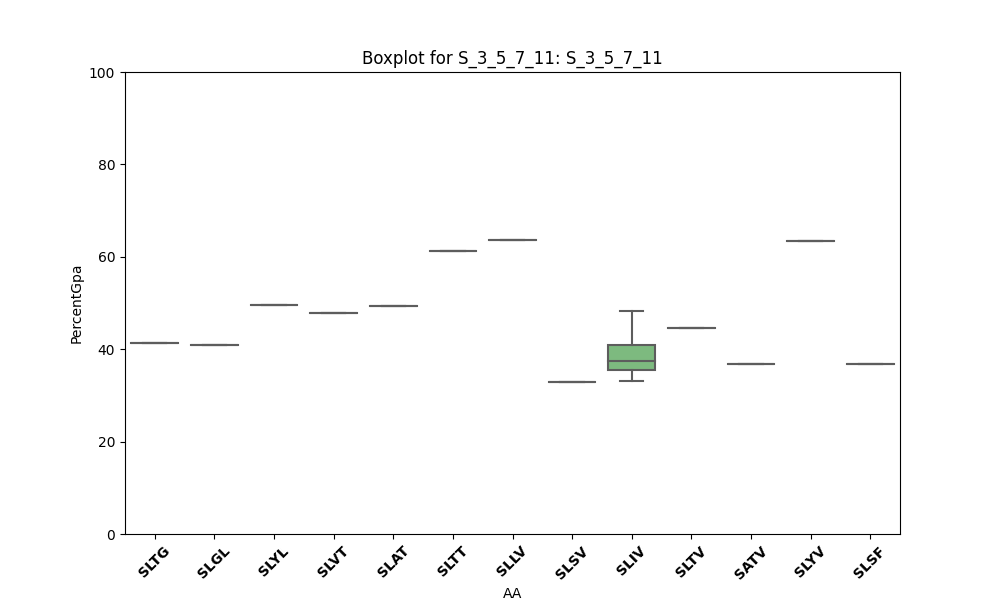 Boxplot for S_3_5_7_11: S_3_5_7_11
100
80
60
40
20
0
PercentGpa
SLTG SLGL SLYL SLVT SLAT SLTT SLLV SLSV SLIV SLTV SATV SLYV SLSF
AA